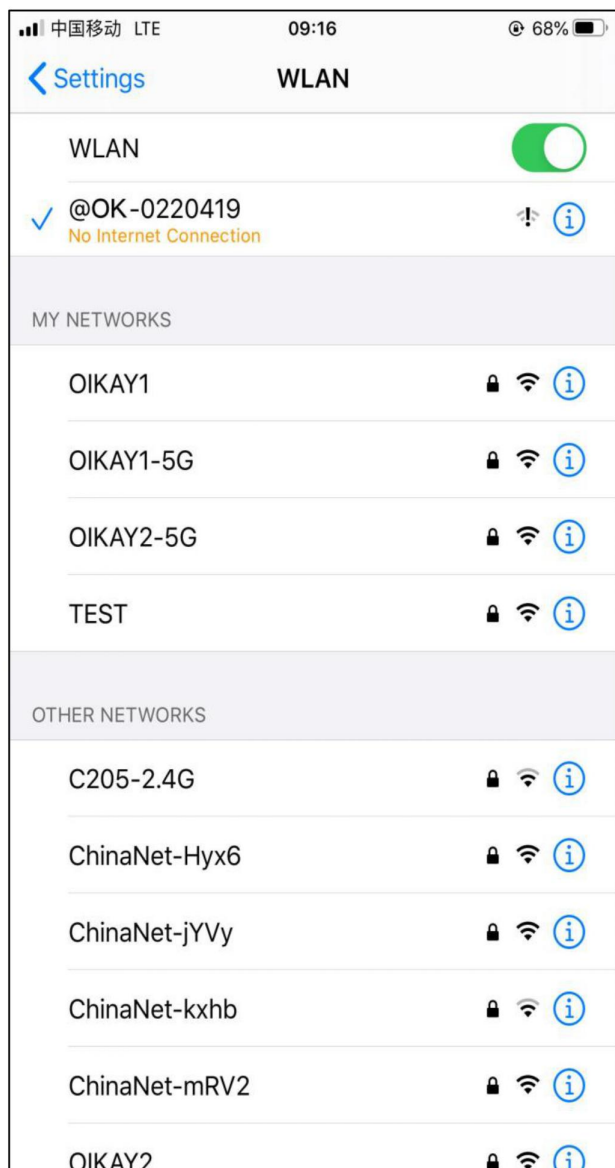 中国移动 LTE 09:16 68%
Settings WLAN
WLAN
@OK-0220419
No Internet Connection
MY NETWORKS
OIKAY1
OIKAY1-5G
OIKAY2-5G
TEST
OTHER NETWORKS
C205-2.4G
ChinaNet-Hyx6
ChinaNet-jYVy
ChinaNet-kxhb
ChinaNet-mRV2
OIKAY2